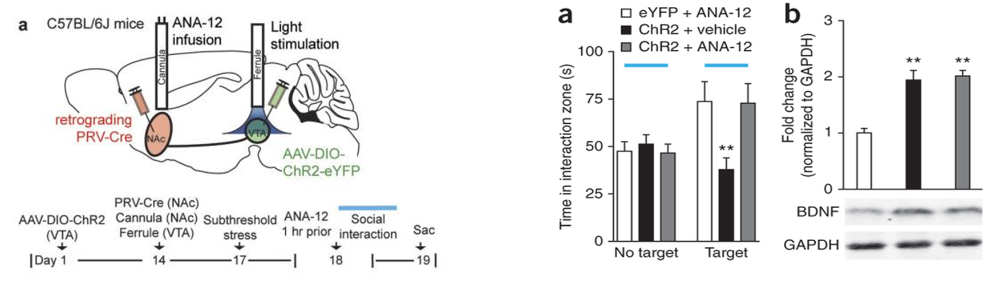 a
C57BL/6J mice
ANA-12
infusion
Light
stimulation
Cannula
Ferrule
retrograding
PRV-Cre
NAc
VTA
AAV-DIO-
ChR2-eYFP
AAV-DIO-ChR2
(VTA)
PRV-Cre (NAc)
Cannula (NAc)
Ferrule (VTA)
Subthreshold
stress
ANA-12
1 hr prior
Social
interaction
Sac
Day 1
14
17
18
19
a
eYFP + ANA-12
ChR2 + vehicle
ChR2 + ANA-12
Time in interaction zone (s)
100
75
50
25
0
**
No target
Target
b
Fold change
(normalized to GAPDH)
3
2
1
0
**
**
BDNF
GAPDH